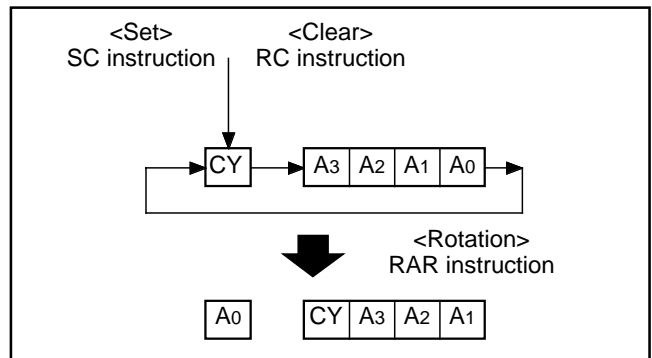 <Set> <Clear>
SC instruction RC instruction
CY A3 A2 A1 A0
<Rotation>
RAR instruction
A0 CY A3 A2 A1